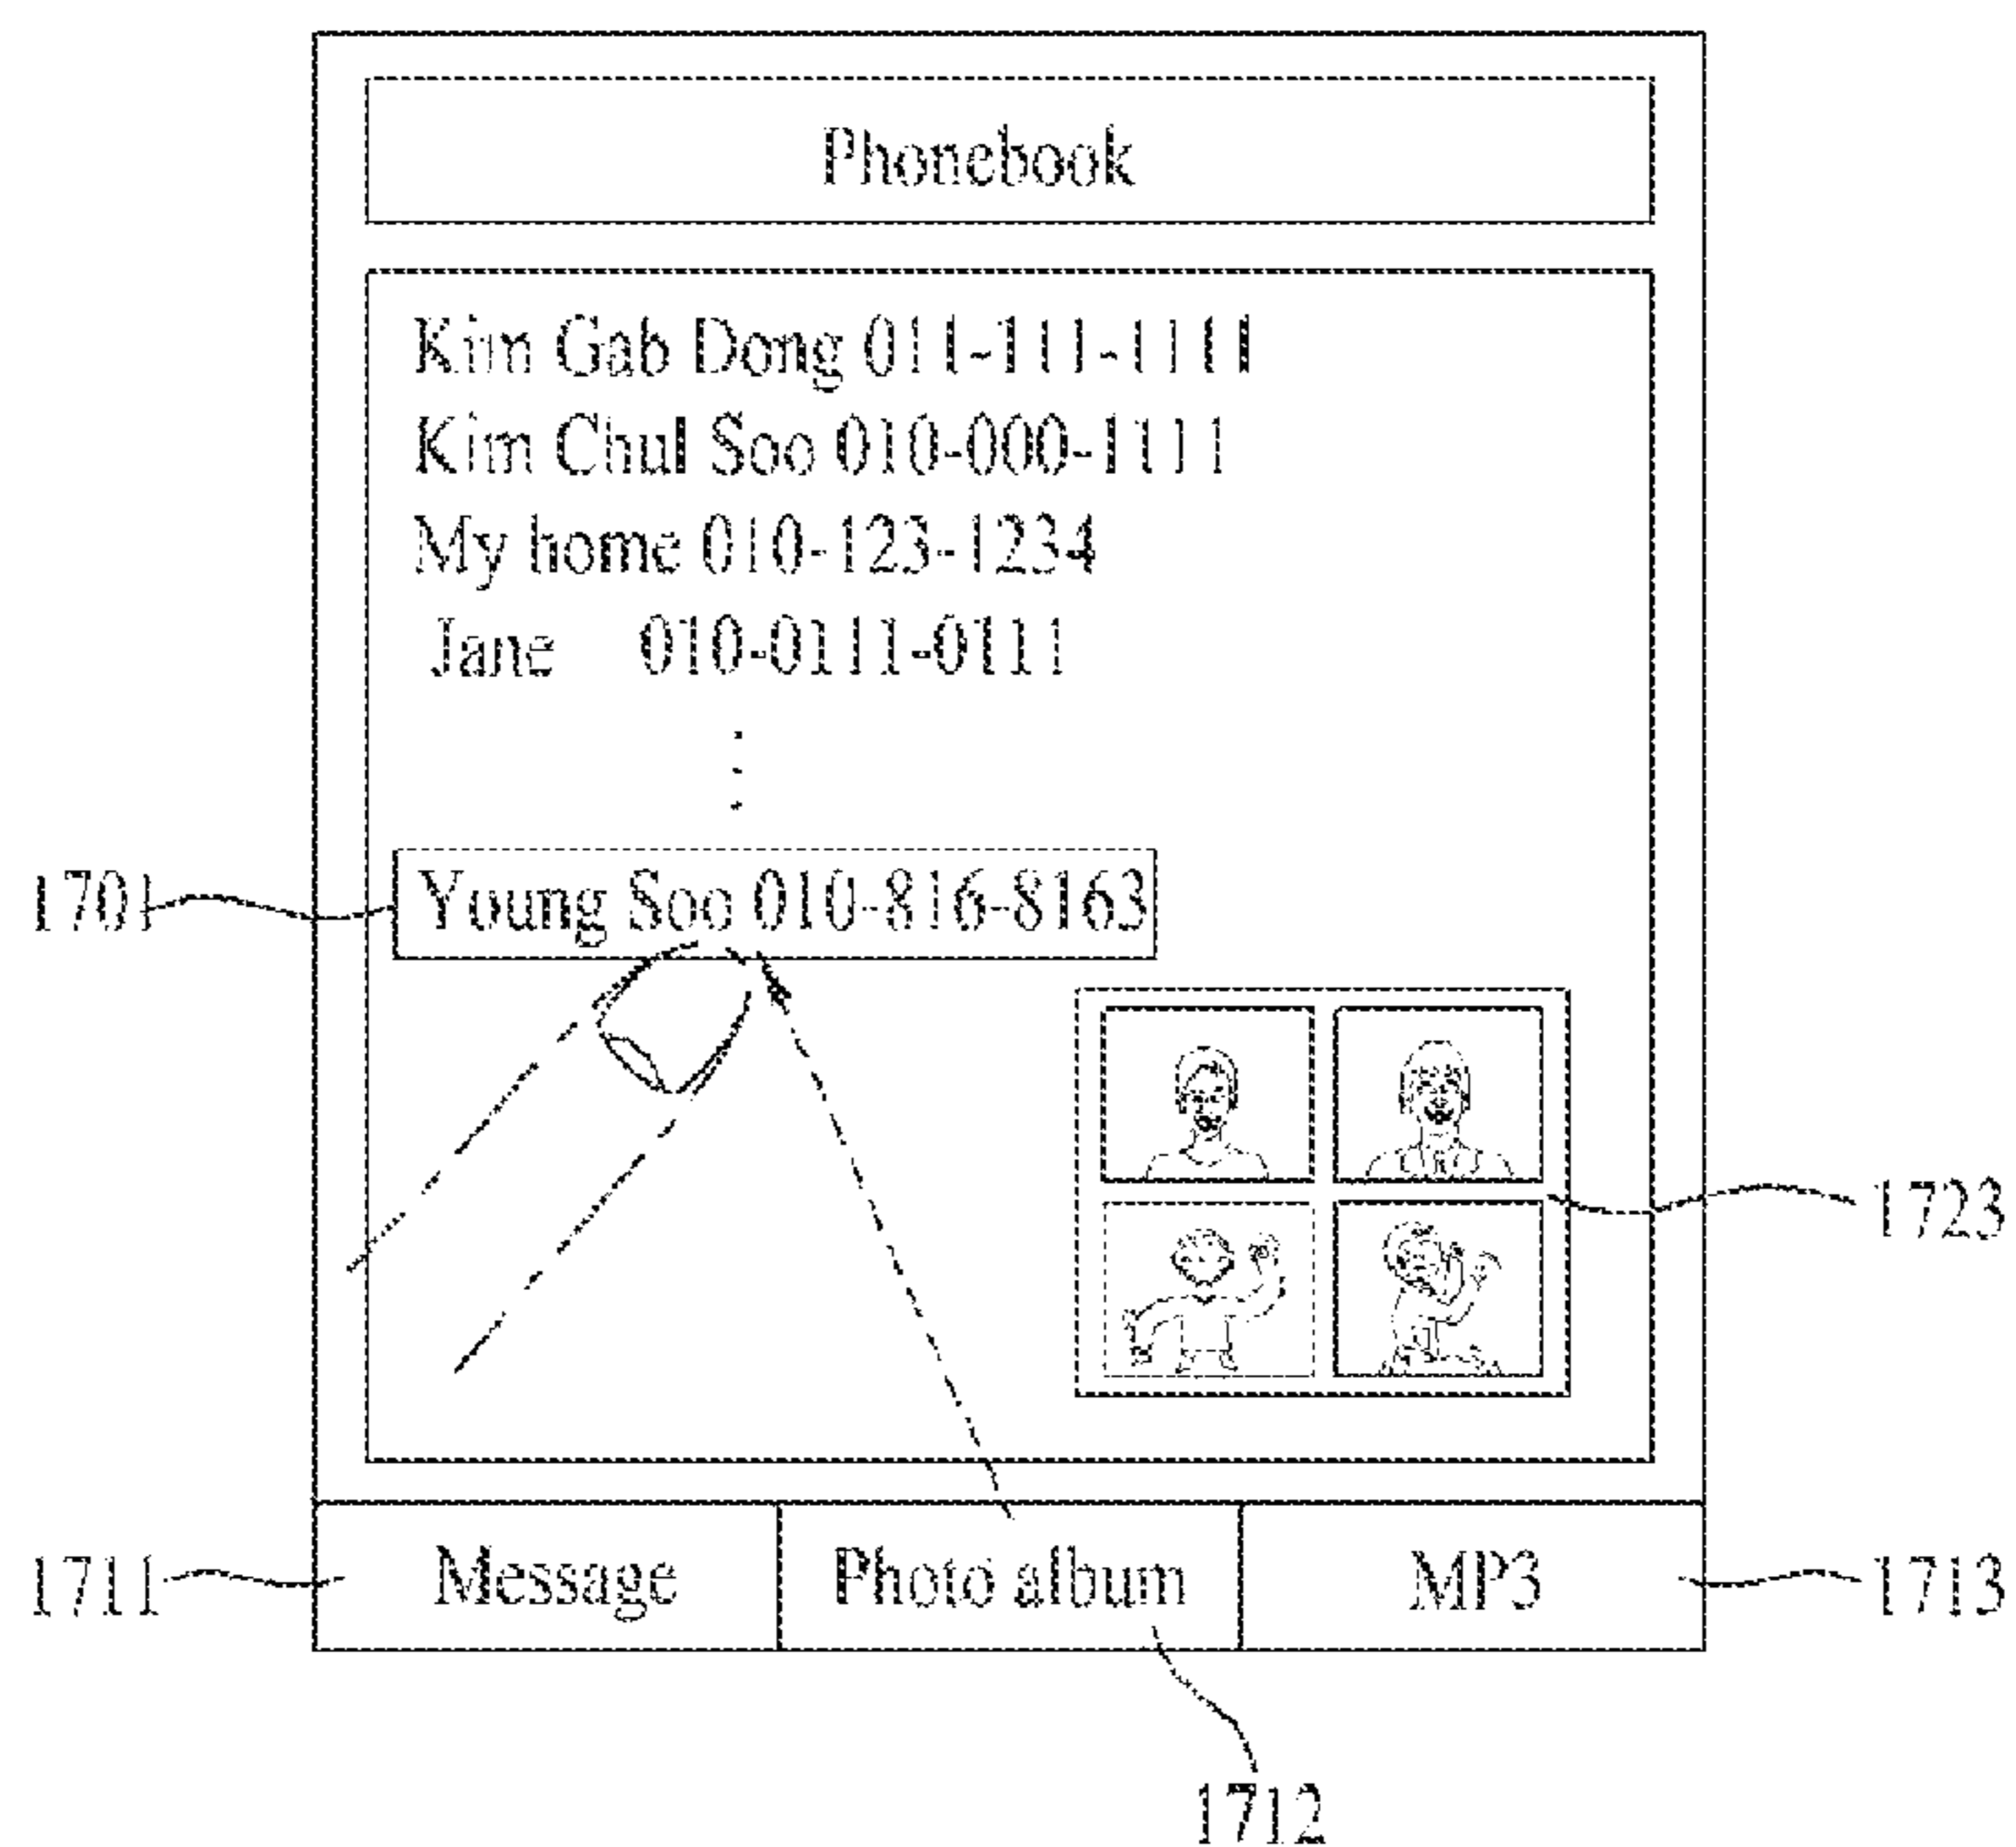 Phonebook
Kim Gab Dong 011-111-1111
Kim Chul Soo 010-000-1111
My home 010-123-1234
Jane 010-0111-0111
1701
Young Soo 010-816-8163
1723
1711
Message
Photo album
MP3
1713
1712